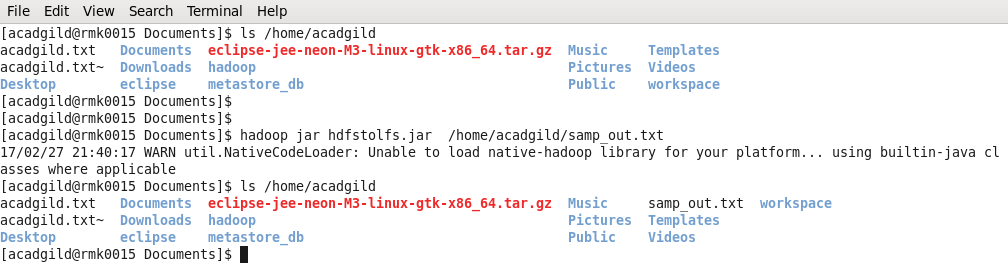 File Edit View Search Terminal Help
[acadgild@rmk0015 Documents]$ ls /home/acadgild
acadgild.txt   Documents  eclipse-jee-neon-M3-linux-gtk-x86_64.tar.gz  Music     Templates
acadgild.txt~  Downloads  hadoop                                       Pictures  Videos
Desktop        eclipse    metastore_db                                 Public    workspace
[acadgild@rmk0015 Documents]$
[acadgild@rmk0015 Documents]$
[acadgild@rmk0015 Documents]$ hadoop jar hdfstolfs.jar  /home/acadgild/samp_out.txt
17/02/27 21:40:17 WARN util.NativeCodeLoader: Unable to load native-hadoop library for your platform... using builtin-java cl
asses where applicable
[acadgild@rmk0015 Documents]$ ls /home/acadgild
acadgild.txt   Documents  eclipse-jee-neon-M3-linux-gtk-x86_64.tar.gz  Music     samp_out.txt  workspace
acadgild.txt~  Downloads  hadoop                                       Pictures  Templates
Desktop        eclipse    metastore_db                                 Public    Videos
[acadgild@rmk0015 Documents]$